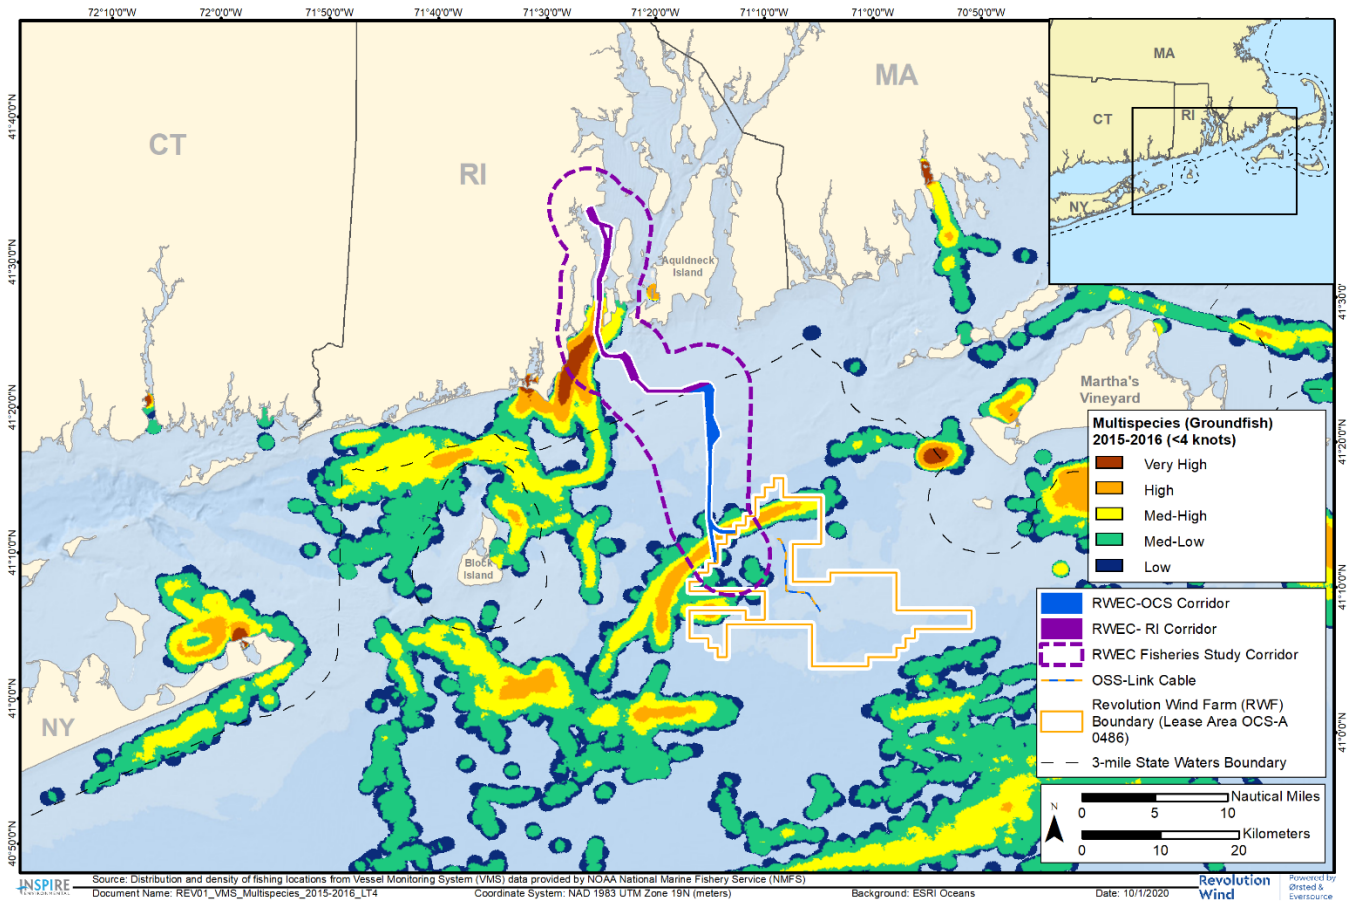 72°10'0"W 72°0'0"W 71°50'0"W 71°40'0"W 71°30'0"W 71°20'0"W 71°10'0"W 71°0'0"W 70°50'0"W
41°40'0"N
41°30'0"N
41°20'0"N
41°10'0"N
41°0'0"N
40°50'0"N
CT
RI
MA
NY
Aquidneck
Island
Block
Island
Martha's
Vineyard
MA
CT
RI
NY
41°30'0"
41°20'0"N
41°10'0"N
41°0'0"N
Multispecies (Groundfish)
2015-2016 (<4 knots)
Very High
High
Med-High
Med-Low
Low
RWEC-OCS Corridor
RWEC- RI Corridor
RWEC Fisheries Study Corridor
OSS-Link Cable
Revolution Wind Farm (RWF)
Boundary (Lease Area OCS-A
0486)
3-mile State Waters Boundary
N
Nautical Miles
0 5 10
Kilometers
0 10 20
INSPIRE
ENVIRONMENTAL
Source: Distribution and density of fishing locations from Vessel Monitoring System (VMS) data provided by NOAA National Marine Fishery Service (NMFS)
Document Name: REV01_VMS_Multispecies_2015-2016_LT4 Coordinate System: NAD 1983 UTM Zone 19N (meters) Background: ESRI Oceans Date: 10/1/2020
Revolution
Wind
Powered by
Ørsted &
Eversource